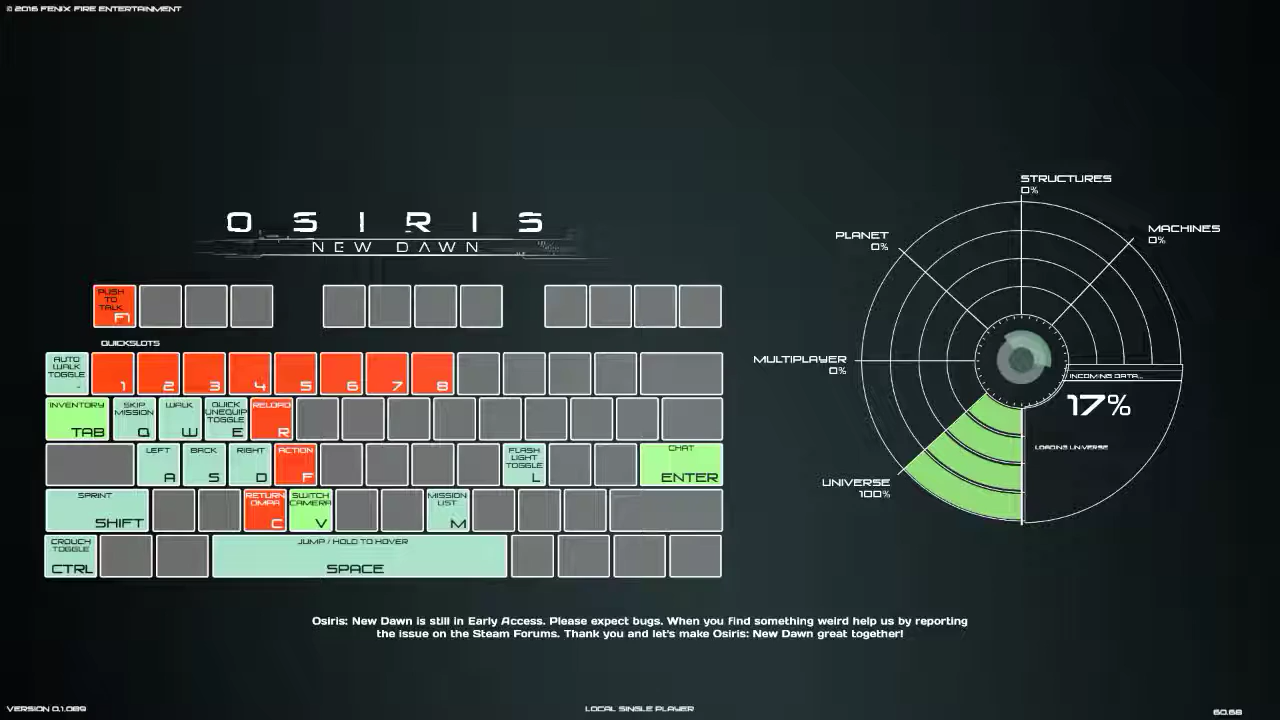 © 2016 FENIX FIRE ENTERTAINMENT
STRUCTURES
0%
MACHINES
0%
PLANET
0%
OSIRIS
NEW DAWN
PUSH
TO
TALK
F1
QUICKSLOTS
MULTIPLAYER
0%
INCOMING DATA...
AUTO
WALK
TOGGLE
1
2
3
4
5
6
7
8
17%
INVENTORY
TAB
SKIP
MISSION
Q
WALK
W
QUICK
UNEQUIP
TOGGLE
E
RELOAD
R
LOADING UNIVERSE
LEFT
A
BACK
S
RIGHT
D
ACTION
F
FLASH
LIGHT
TOGGLE
L
CHAT
ENTER
UNIVERSE
100%
SPRINT
SHIFT
RETURN
OMPA
C
SWITCH
CAMERA
V
MISSION
LIST
M
CROUCH
TOGGLE
CTRL
JUMP / HOLD TO HOVER
SPACE
Osiris: New Dawn is still in Early Access. Please expect bugs. When you find something weird help us by reporting
the issue on the Steam Forums. Thank you and let's make Osiris: New Dawn great together!
VERSION 0.1.089
LOCAL SINGLE PLAYER
60.68